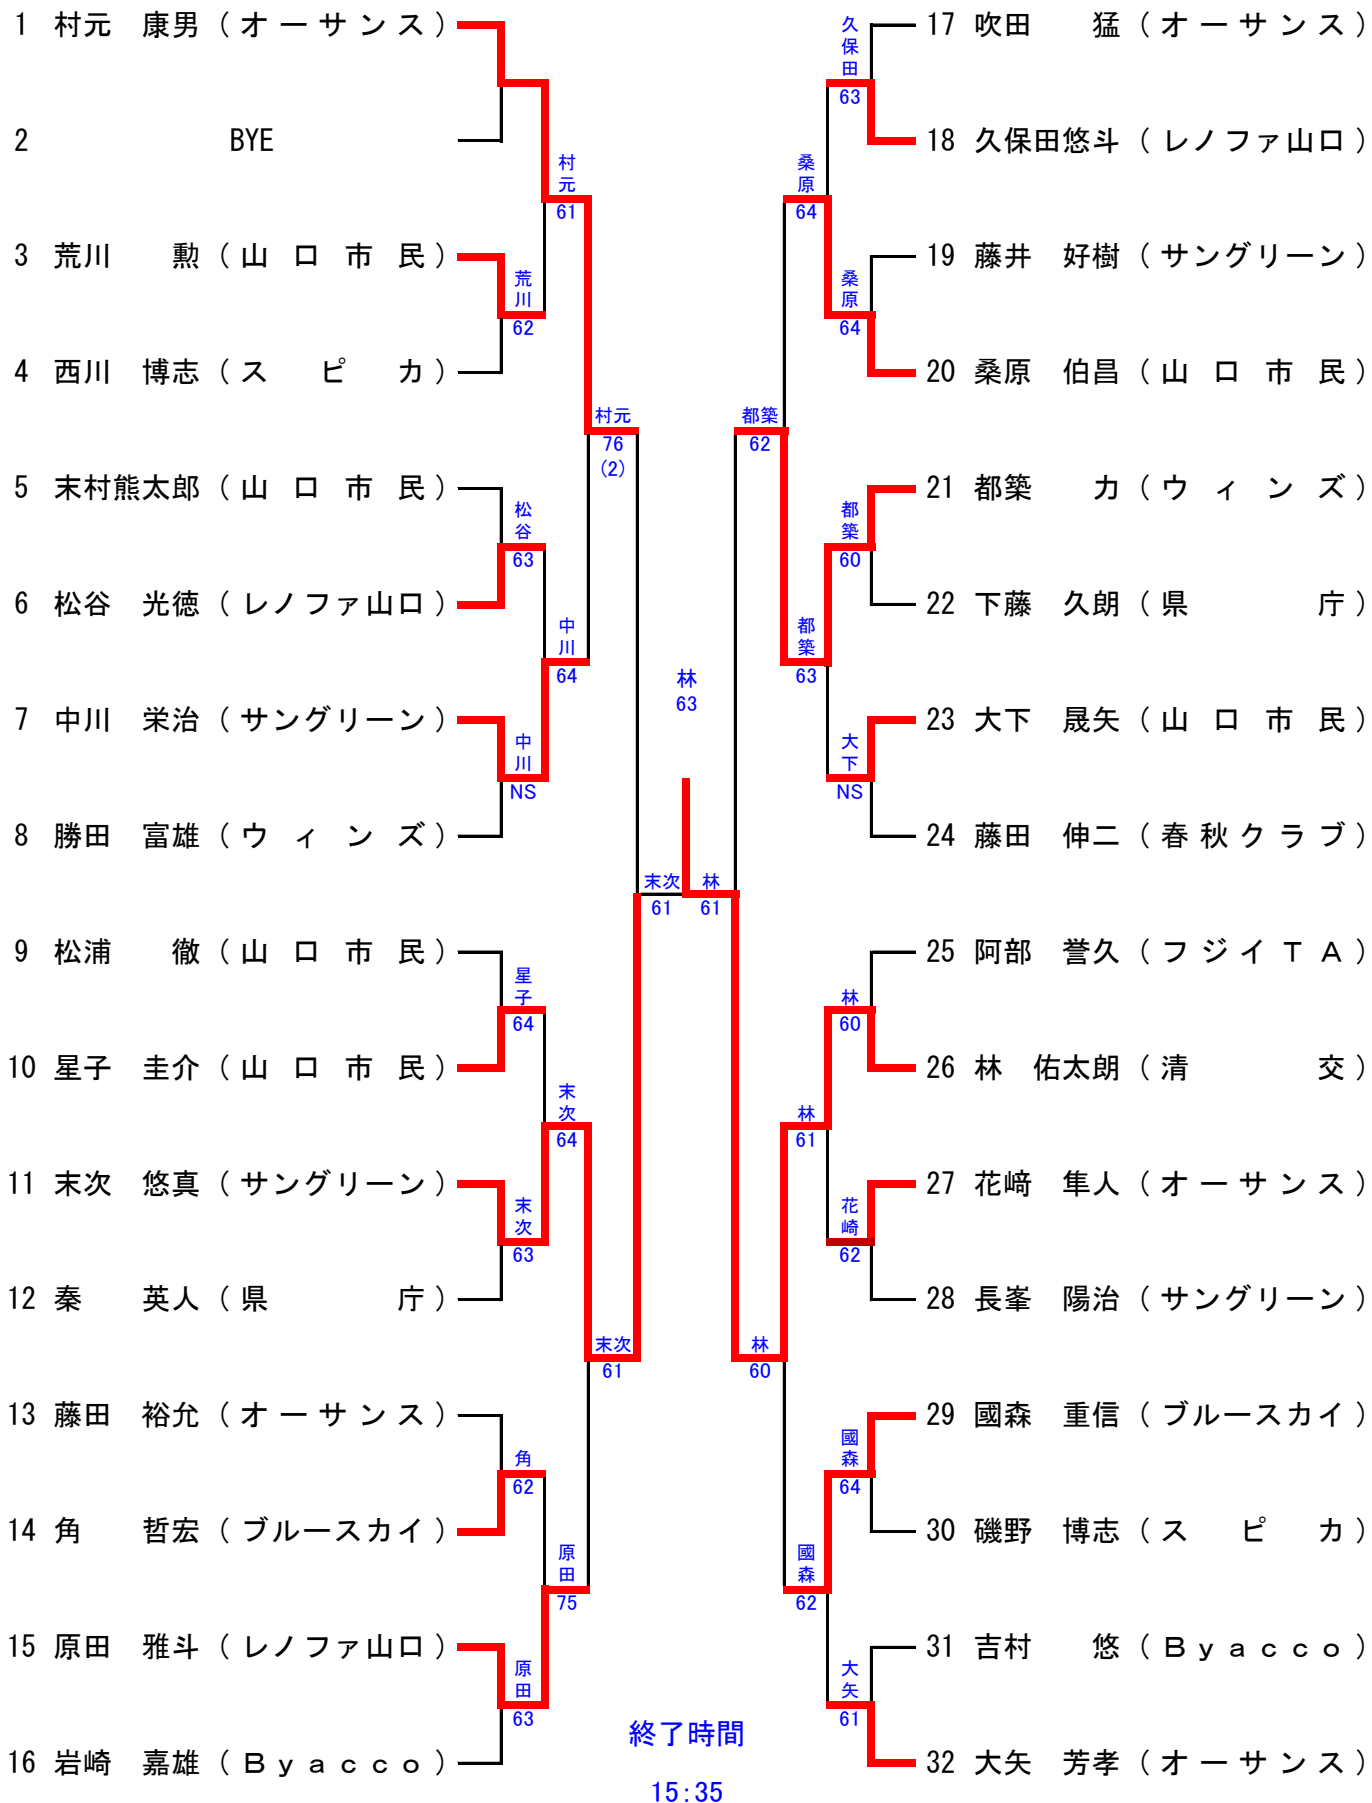 1 村元 康男 (オーサンス)
2 BYE
3 荒川 勲 (山口市民)
4 西川 博志 (スピカ)
5 末村熊太郎 (山口市民)
6 松谷 光徳 (レノファ山口)
7 中川 栄治 (サングリーン)
8 勝田 富雄 (ウィンズ)
9 松浦 徹 (山口市民)
10 星子 圭介 (山口市民)
11 末次 悠真 (サングリーン)
12 秦 英人 (県庁)
13 藤田 裕允 (オーサンス)
14 角 哲宏 (ブルースカイ)
15 原田 雅斗 (レノファ山口)
16 岩崎 嘉雄 (Byacco)
荒川
62
松谷
63
中川
NS
星子
64
末次
63
角
62
原田
63
村元
61
中川
64
末次
64
原田
75
村元
76
(2)
末次
61
末次
61
林
63
林
61
都築
62
林
60
桑原
64
都築
63
林
61
國森
62
久保田
63
桑原
64
都築
60
大下
NS
林
60
花崎
62
國森
64
大矢
61
17 吹田 猛 (オーサンス)
18 久保田悠斗 (レノファ山口)
19 藤井 好樹 (サングリーン)
20 桑原 伯昌 (山口市民)
21 都築 力 (ウィンズ)
22 下藤 久朗 (県庁)
23 大下 晟矢 (山口市民)
24 藤田 伸二 (春秋クラブ)
25 阿部 誉久 (フジイTA)
26 林 佑太朗 (清交)
27 花﨑 隼人 (オーサンス)
28 長峯 陽治 (サングリーン)
29 國森 重信 (ブルースカイ)
30 磯野 博志 (スピカ)
31 吉村 悠 (Byacco)
32 大矢 芳孝 (オーサンス)
終了時間
15:35